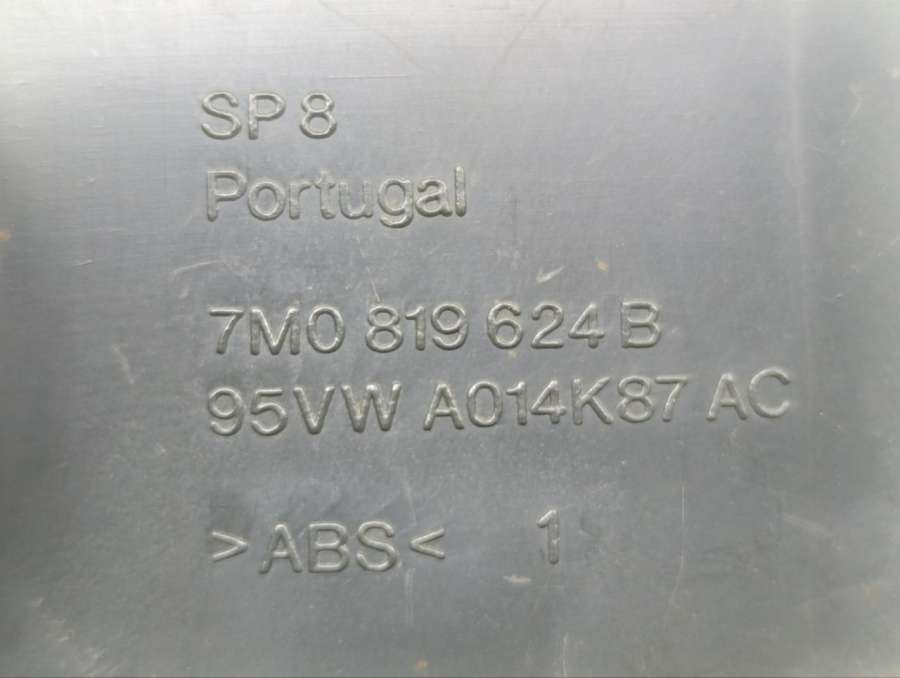 SP 8
Portugal
7M0 819 624 B
95VW A014K87 AC
>ABS< 1